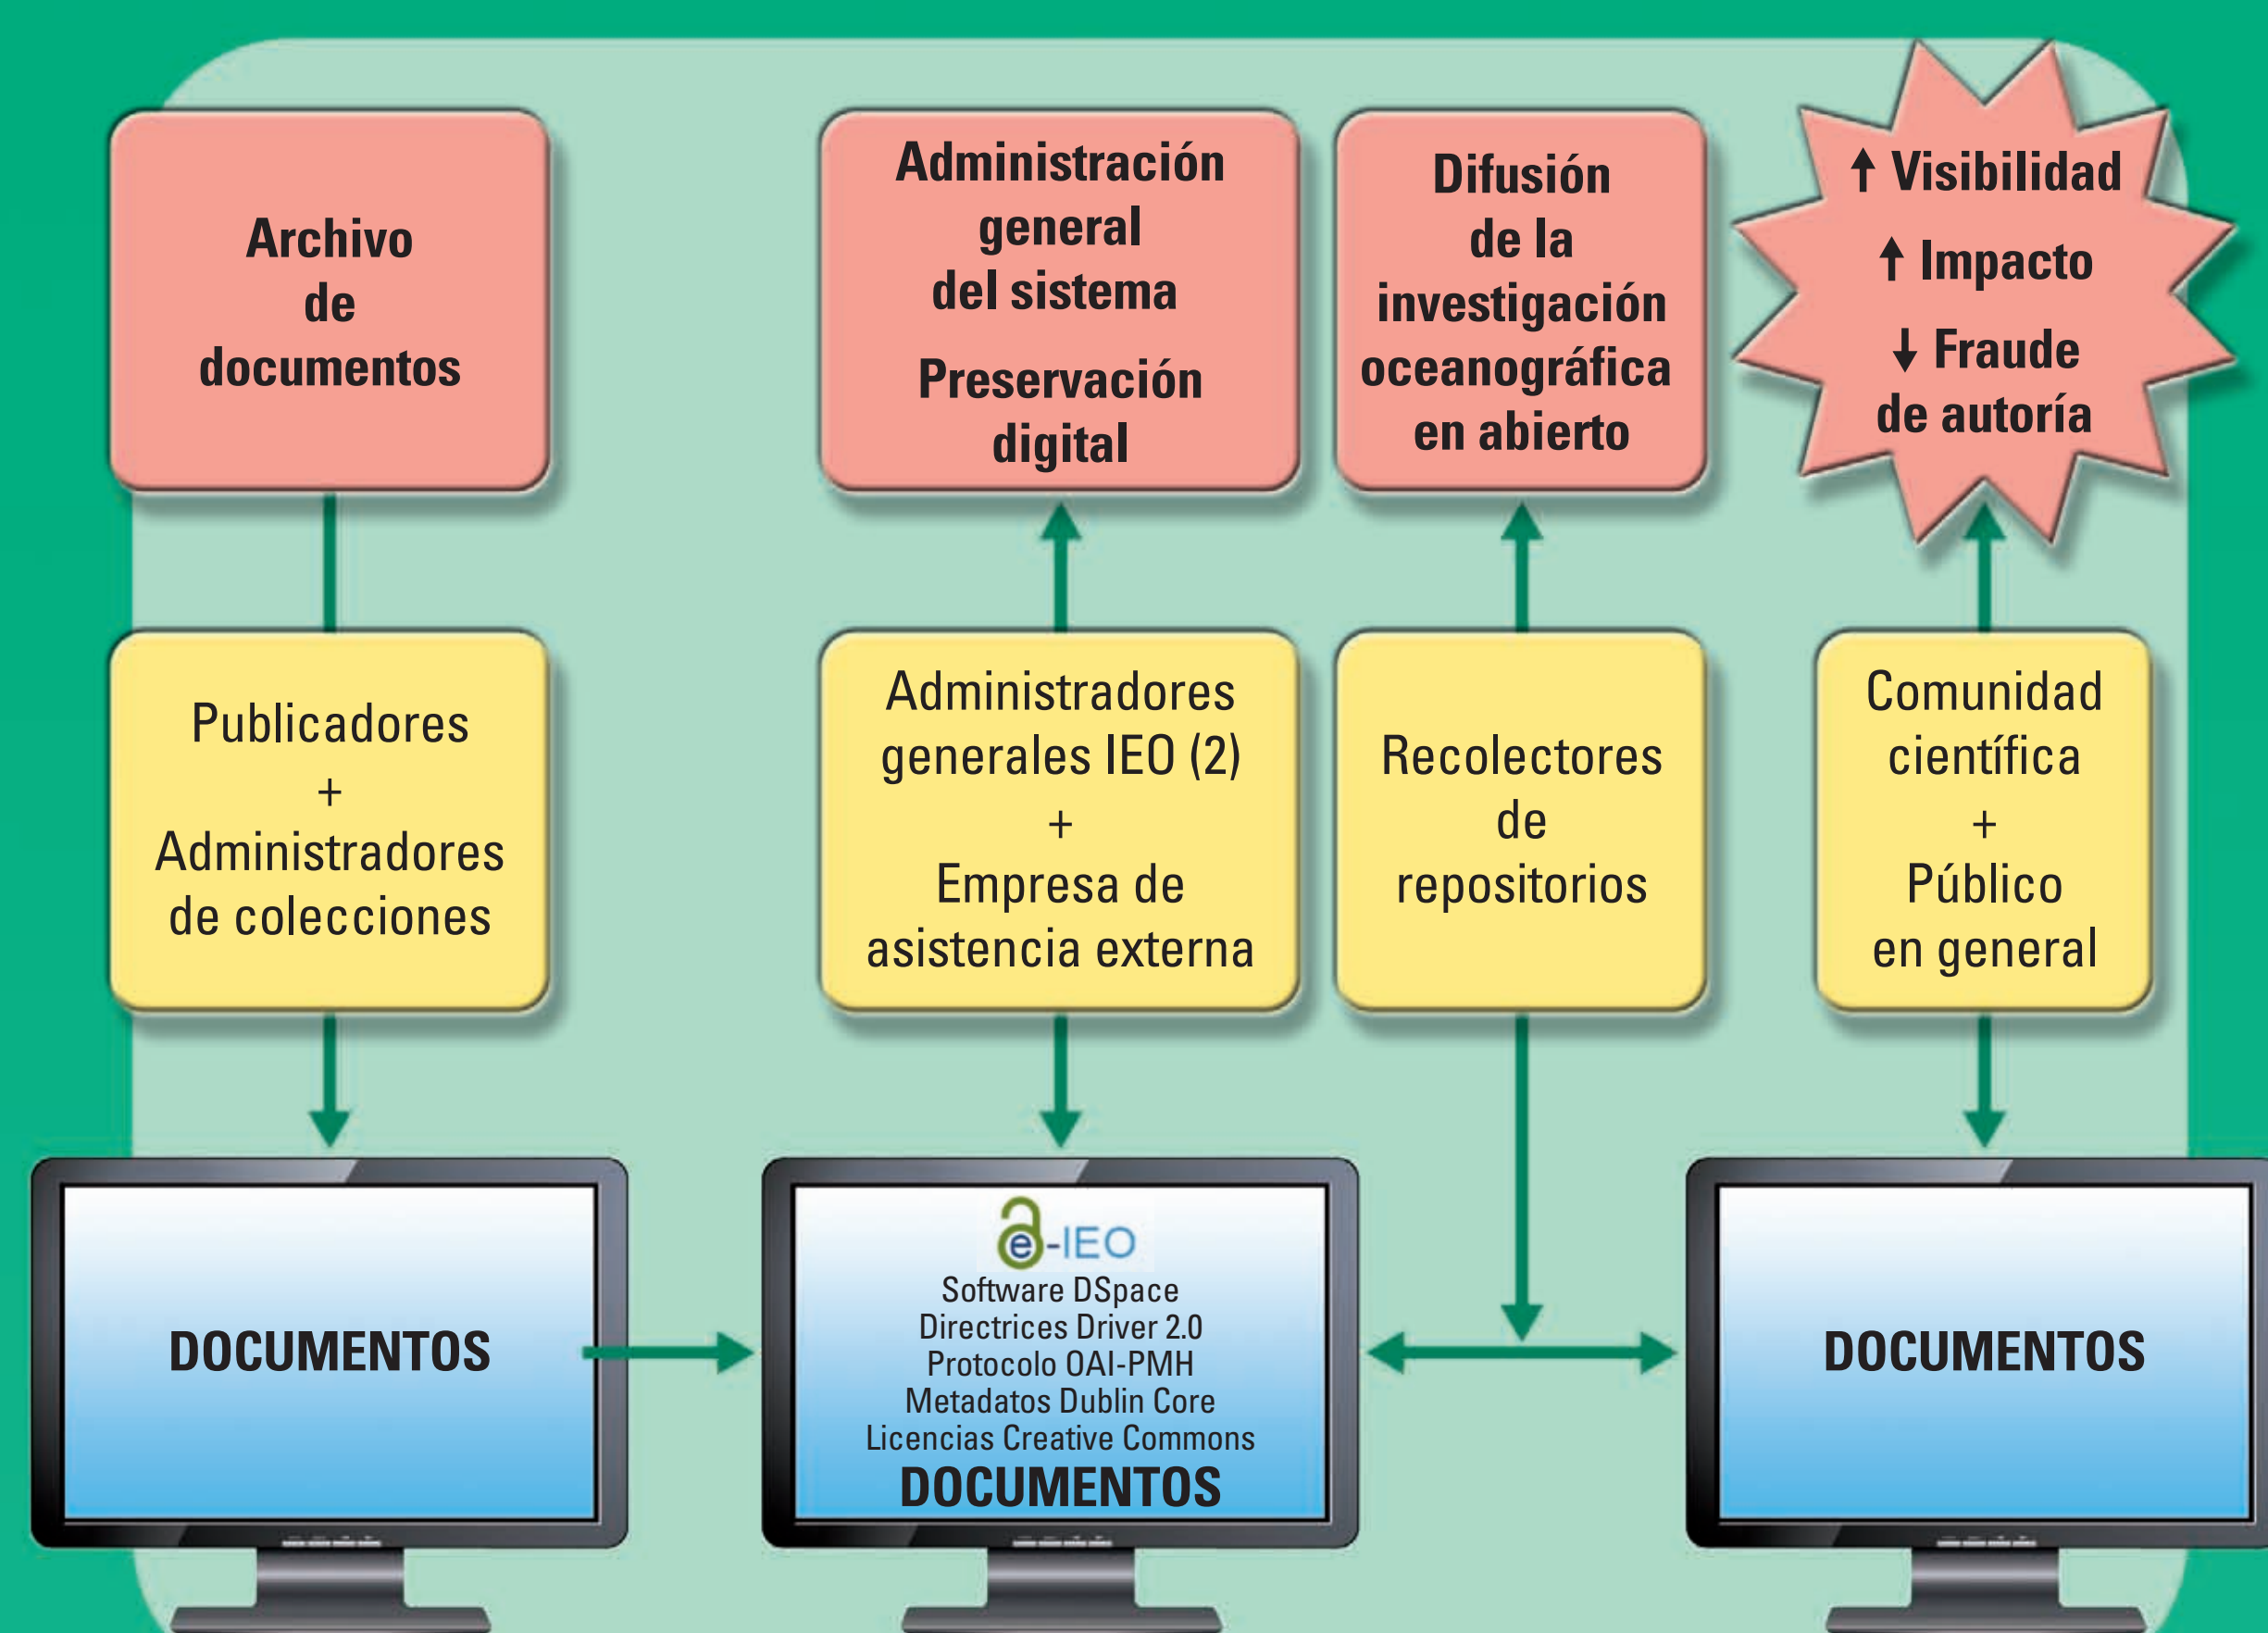 Archivo
de
documentos
Administración
general
del sistema
Preservación
digital
Difusión
de la
investigación
oceanográfica
en abierto
↑ Visibilidad
↑ Impacto
↓ Fraude
de autoría
Publicadores
+
Administradores
de colecciones
Administradores
generales IEO (2)
+
Empresa de
asistencia externa
Recolectores
de
repositorios
Comunidad
científica
+
Público
en general
DOCUMENTOS
e-IEO
Software DSpace
Directrices Driver 2.0
Protocolo OAI-PMH
Metadatos Dublin Core
Licencias Creative Commons
DOCUMENTOS
DOCUMENTOS